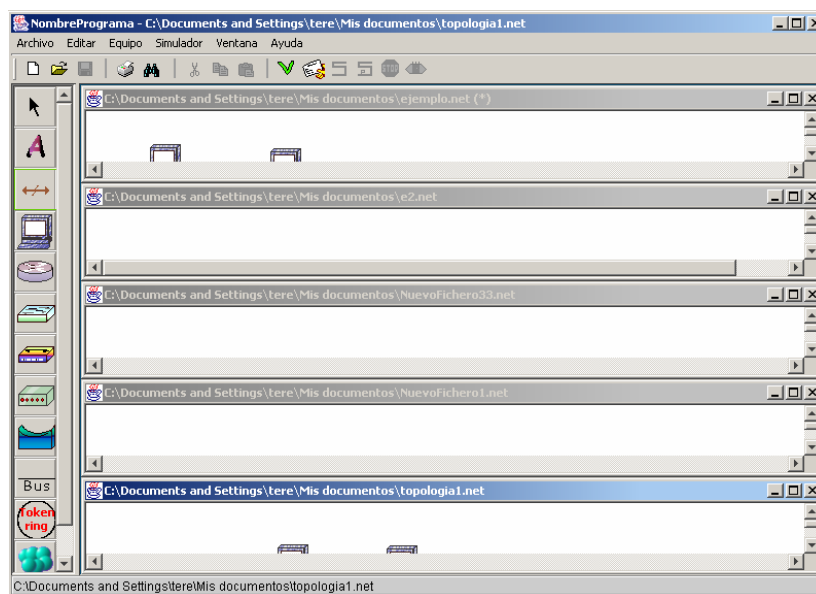 NombrePrograma - C:\Documents and Settings\tere\Mis documentos\topologia1.net
Archivo Editar Equipo Simulador Ventana Ayuda
C:\Documents and Settings\tere\Mis documentos\ejemplo.net (*)
A
C:\Documents and Settings\tere\Mis documentos\e2.net
C:\Documents and Settings\tere\Mis documentos\NuevoFichero33.net
C:\Documents and Settings\tere\Mis documentos\NuevoFichero1.net
Bus
C:\Documents and Settings\tere\Mis documentos\topologia1.net
Token
ring
C:\Documents and Settings\tere\Mis documentos\topologia1.net